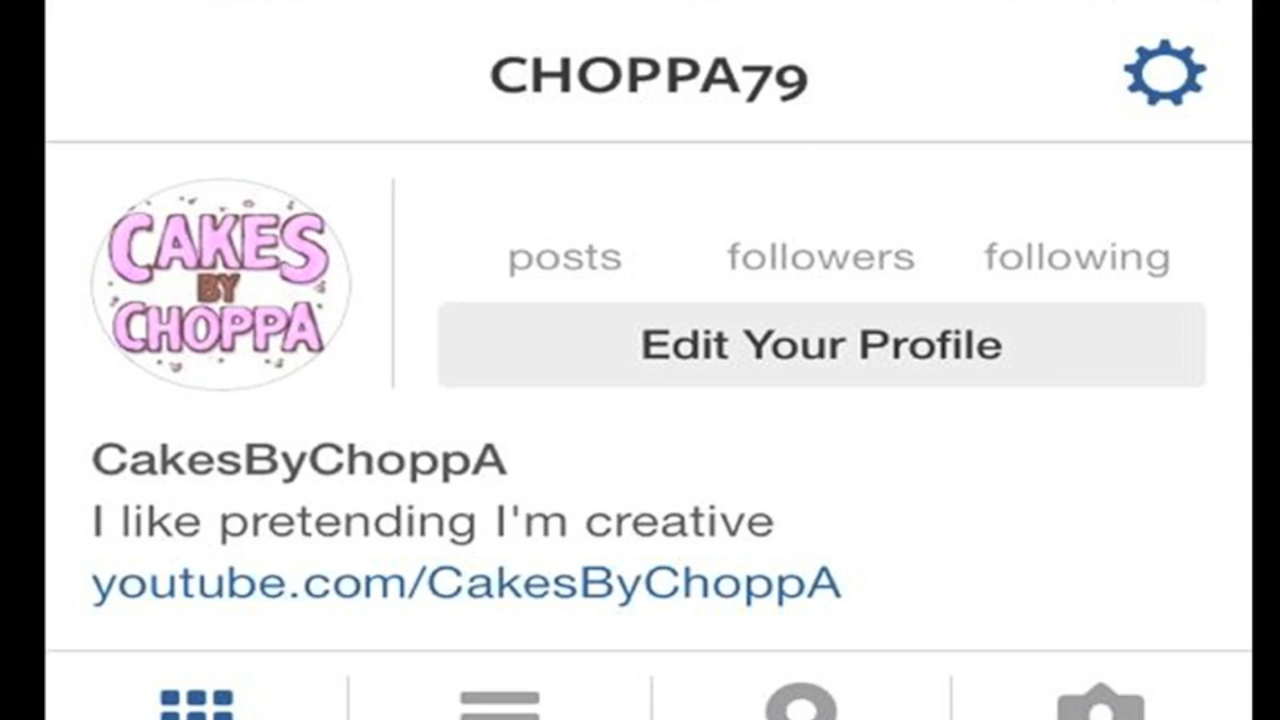 CHOPPA79
CAKES
BY
CHOPPA
posts followers following
Edit Your Profile
CakesByChoppA
I like pretending I'm creative
youtube.com/CakesByChoppA